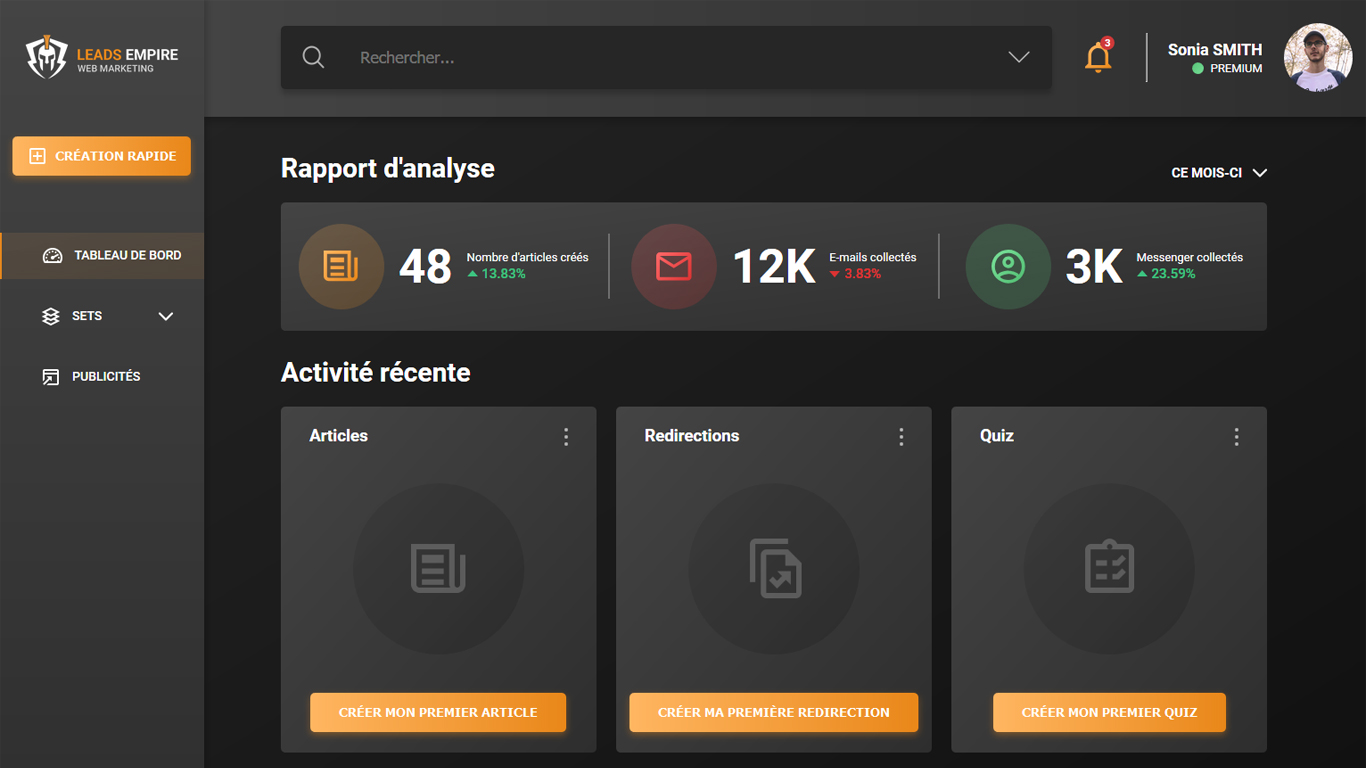 LEADS EMPIRE
WEB MARKETING
Rechercher...
3
Sonia SMITH
PREMIUM
CRÉATION RAPIDE
TABLEAU DE BORD
SETS
PUBLICITÉS
Rapport d'analyse
CE MOIS-CI
48
Nombre d'articles créés
13.83%
12K
E-mails collectés
3.83%
3K
Messenger collectés
23.59%
Activité récente
Articles
CRÉER MON PREMIER ARTICLE
Redirections
CRÉER MA PREMIÈRE REDIRECTION
Quiz
CRÉER MON PREMIER QUIZ